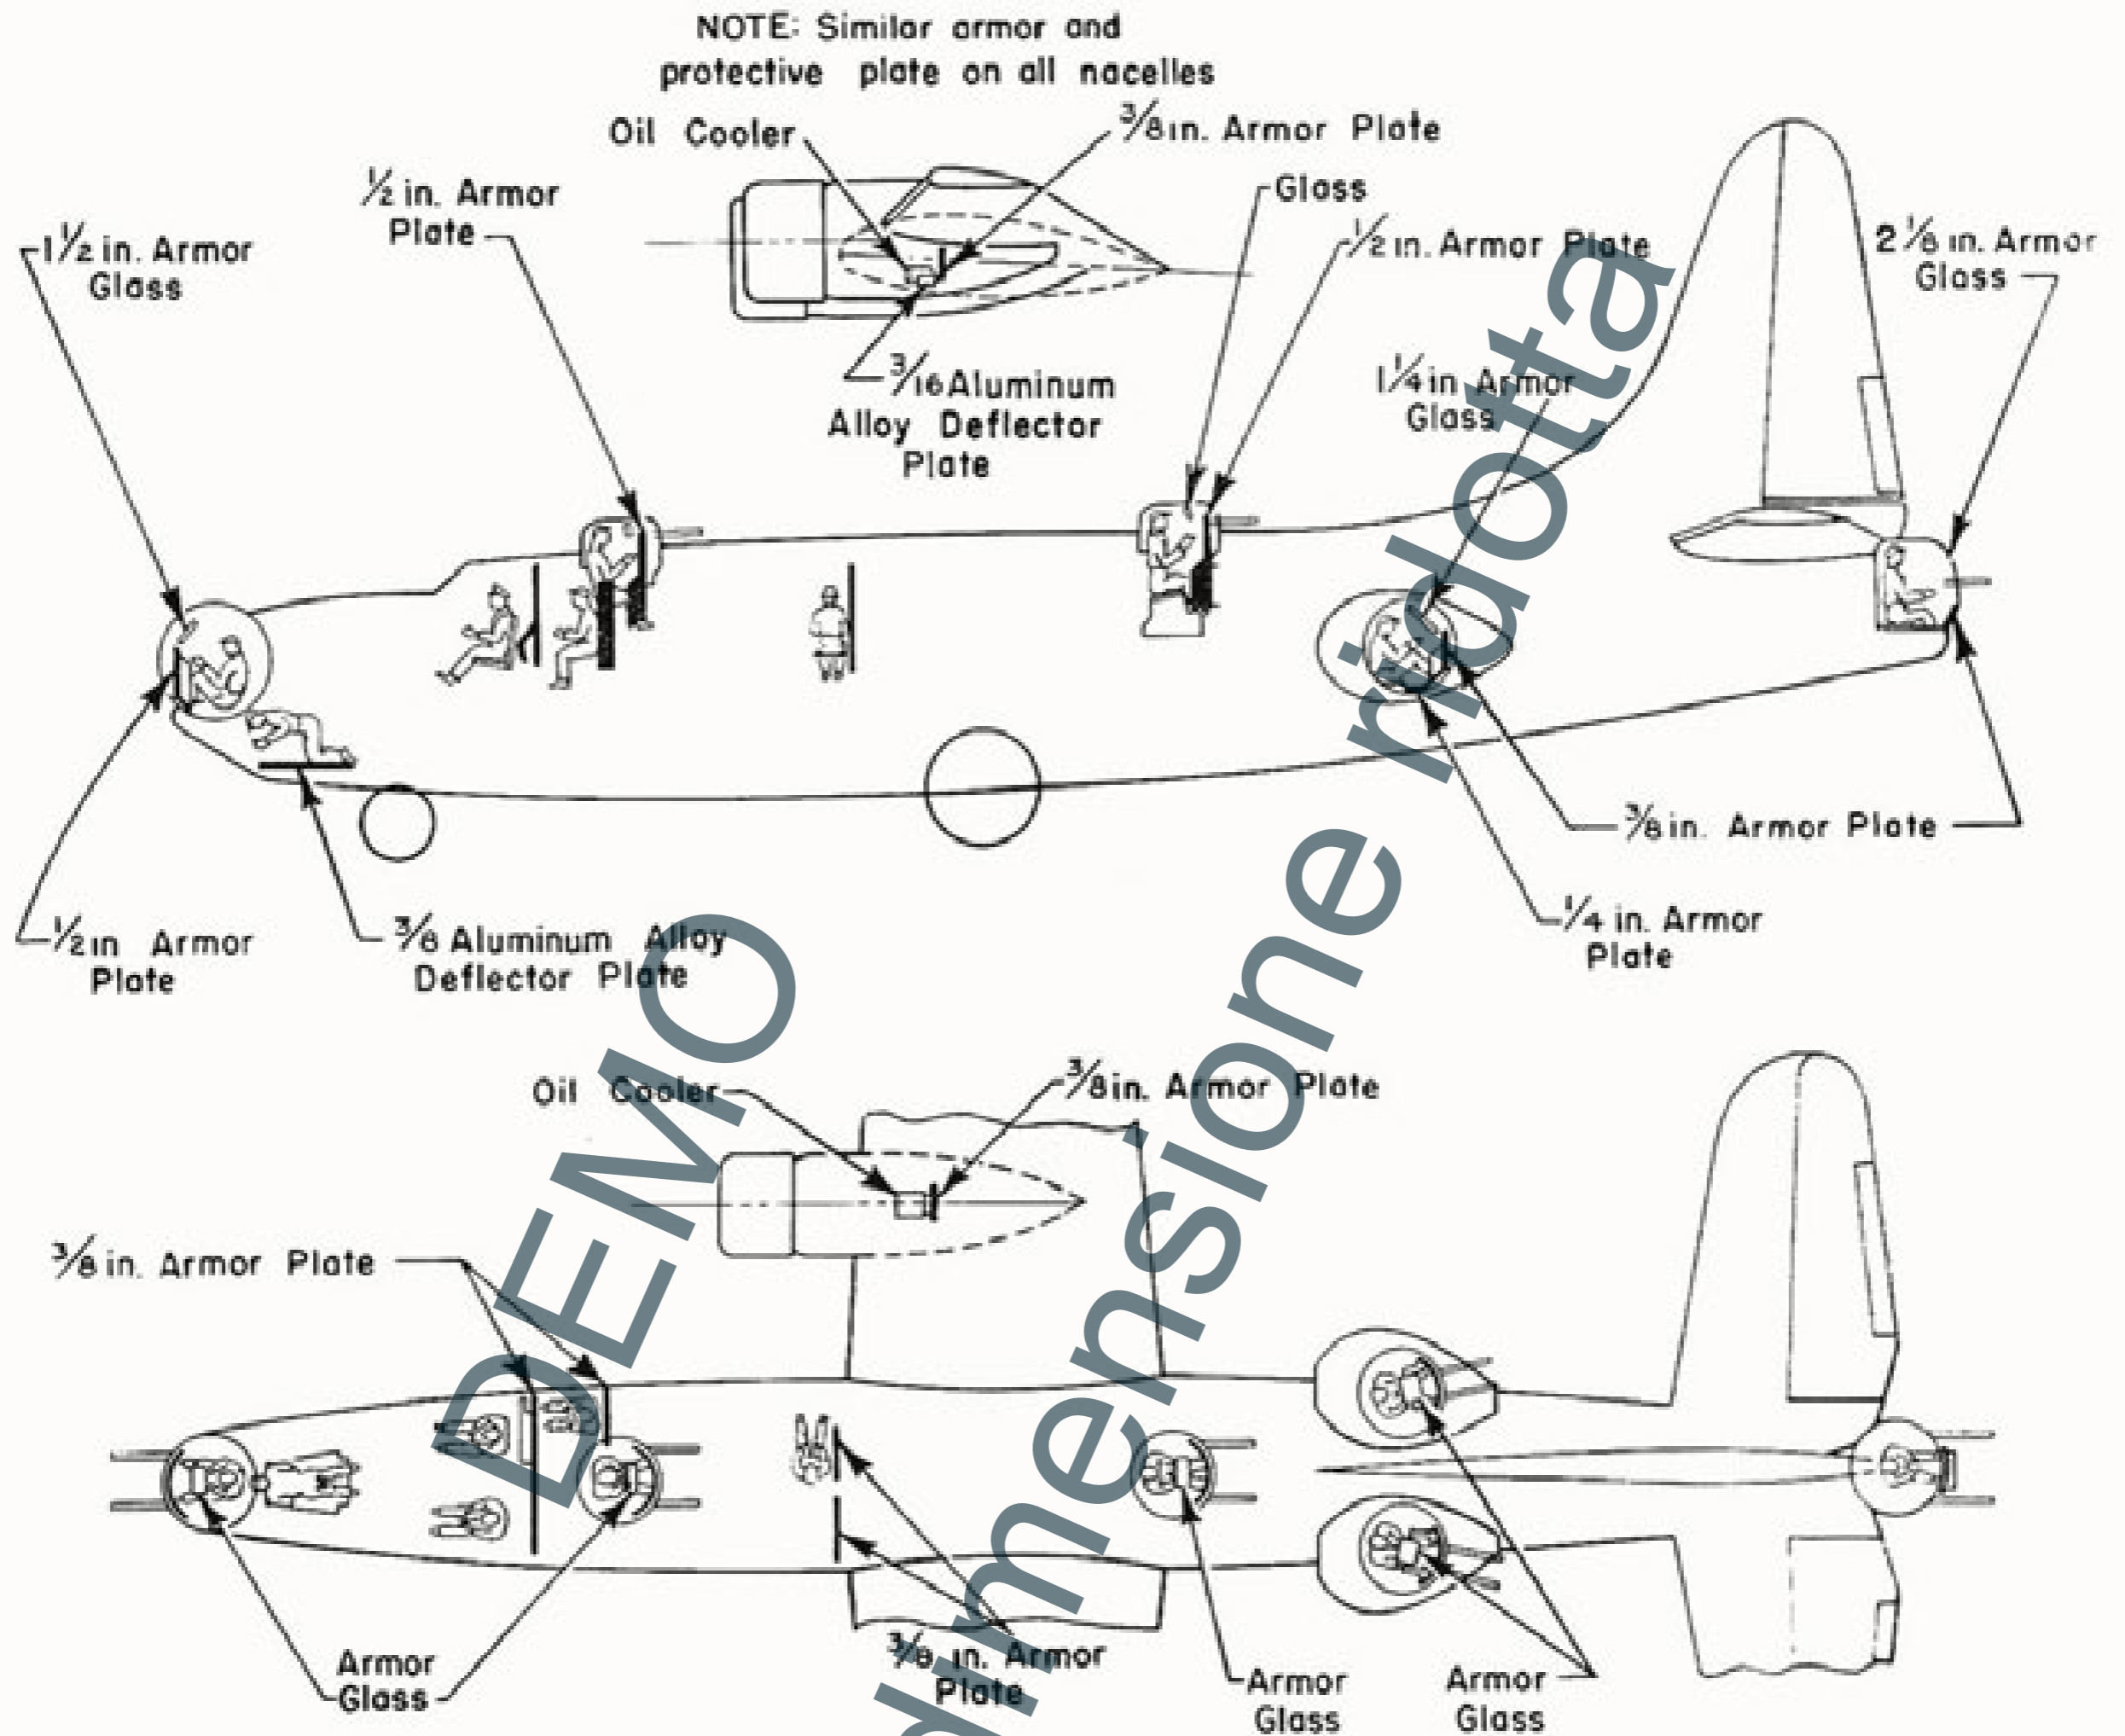 NOTE: Similar armor and
protective plate on all nacelles
Oil Cooler
3/8 in. Armor Plate
1/2 in. Armor
Plate
Glass
1 1/2 in. Armor
Glass
1/2 in. Armor Plate
2 1/8 in. Armor
Glass
3/16 Aluminum
Alloy Deflector
Plate
1 1/4 in Armor
Glass
3/8 in. Armor Plate
1/4 in. Armor
Plate
1/2 in Armor
Plate
3/8 Aluminum Alloy
Deflector Plate
Oil Cooler
3/8 in. Armor Plate
3/8 in. Armor Plate
Armor
Glass
3/8 in. Armor
Plate
Armor
Glass
Armor
Glass
DEMO
dimensione ridotta